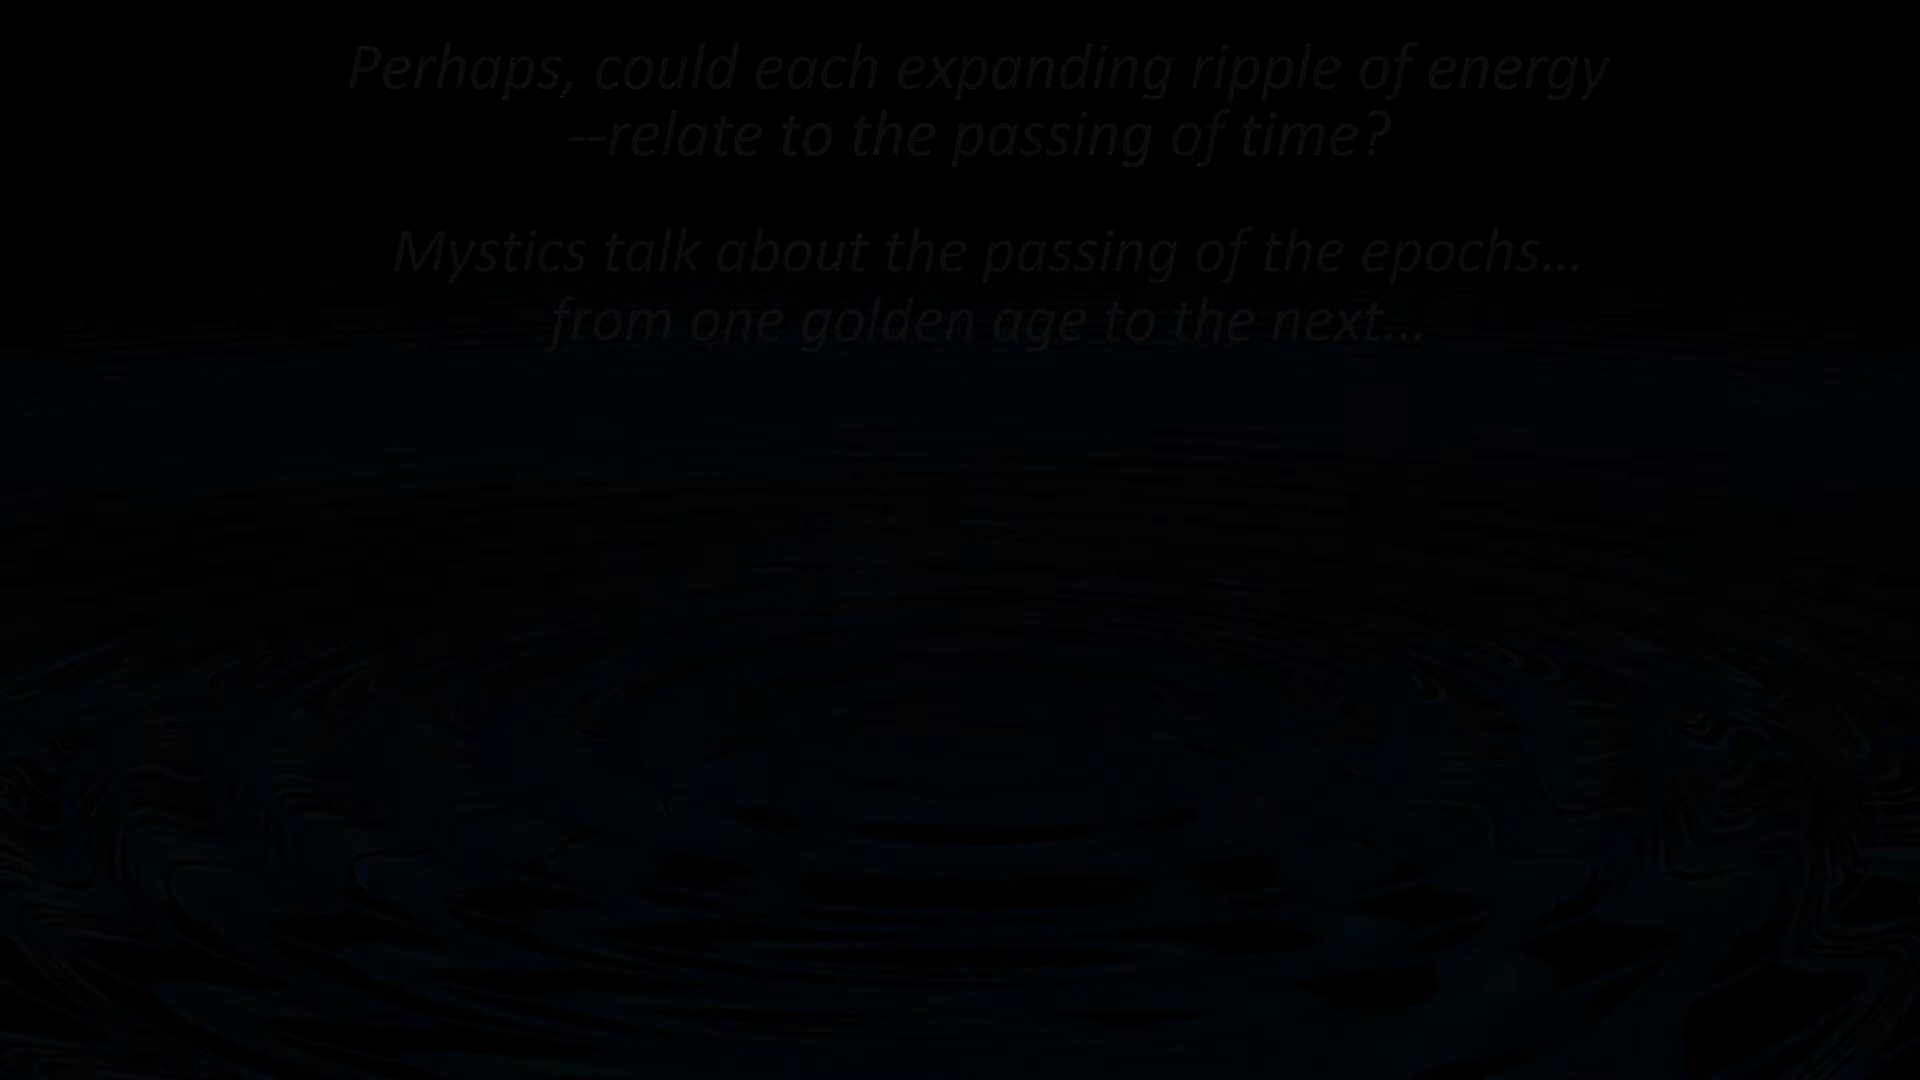 Perhaps, could each expanding ripple of energy
--relate to the passing of time?
Mystics talk about the passing of the epochs...
from one golden age to the next...